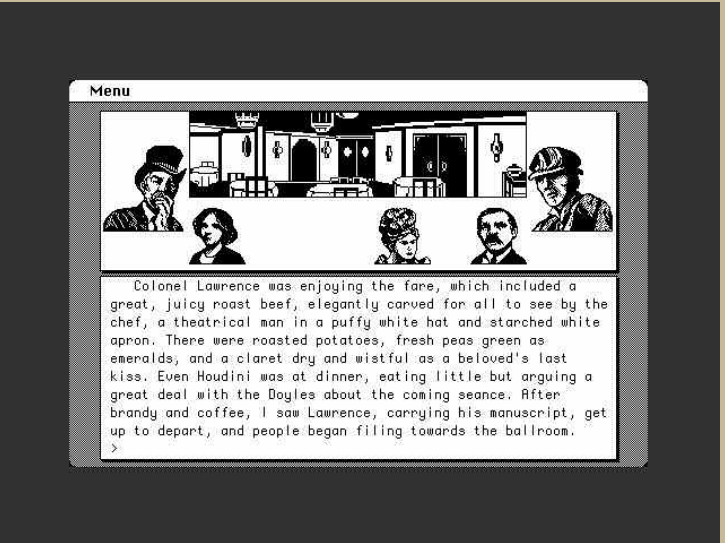 Menu
Colonel Lawrence was enjoying the fare, which included a
great, juicy roast beef, elegantly carved for all to see by the
chef, a theatrical man in a puffy white hat and starched white
apron. There were roasted potatoes, fresh peas green as
emeralds, and a claret dry and wistful as a beloved's last
kiss. Even Houdini was at dinner, eating little but arguing a
great deal with the Doyles about the coming seance. After
brandy and coffee, I saw Lawrence, carrying his manuscript, get
up to depart, and people began filing towards the ballroom.
>